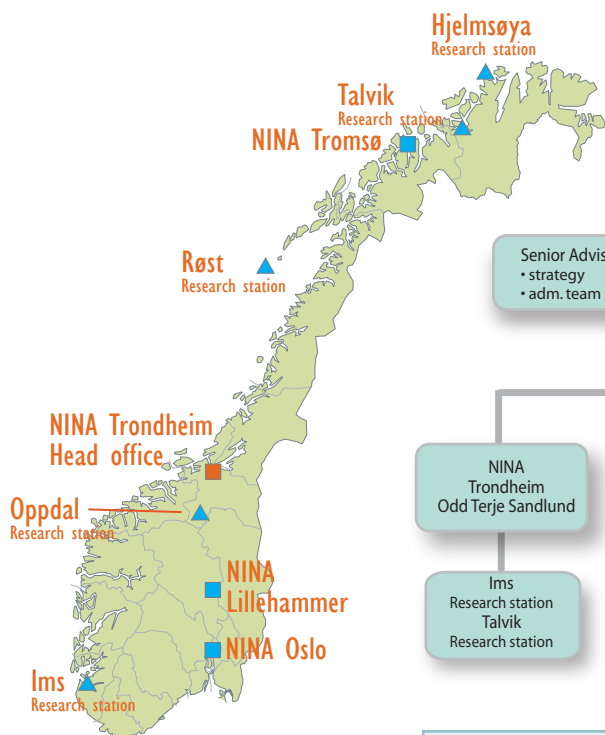 Hjelmsøya
Research station
Talvik
Research station
NINA Tromsø
Røst
Research station
Senior Advis
• strategy
• adm. team
NINA Trondheim
Head office
Oppdal
Research station
NINA
Lillehammer
NINA Oslo
Ims
Research station
NINA
Trondheim
Odd Terje Sandlund
Ims
Research station
Talvik
Research station